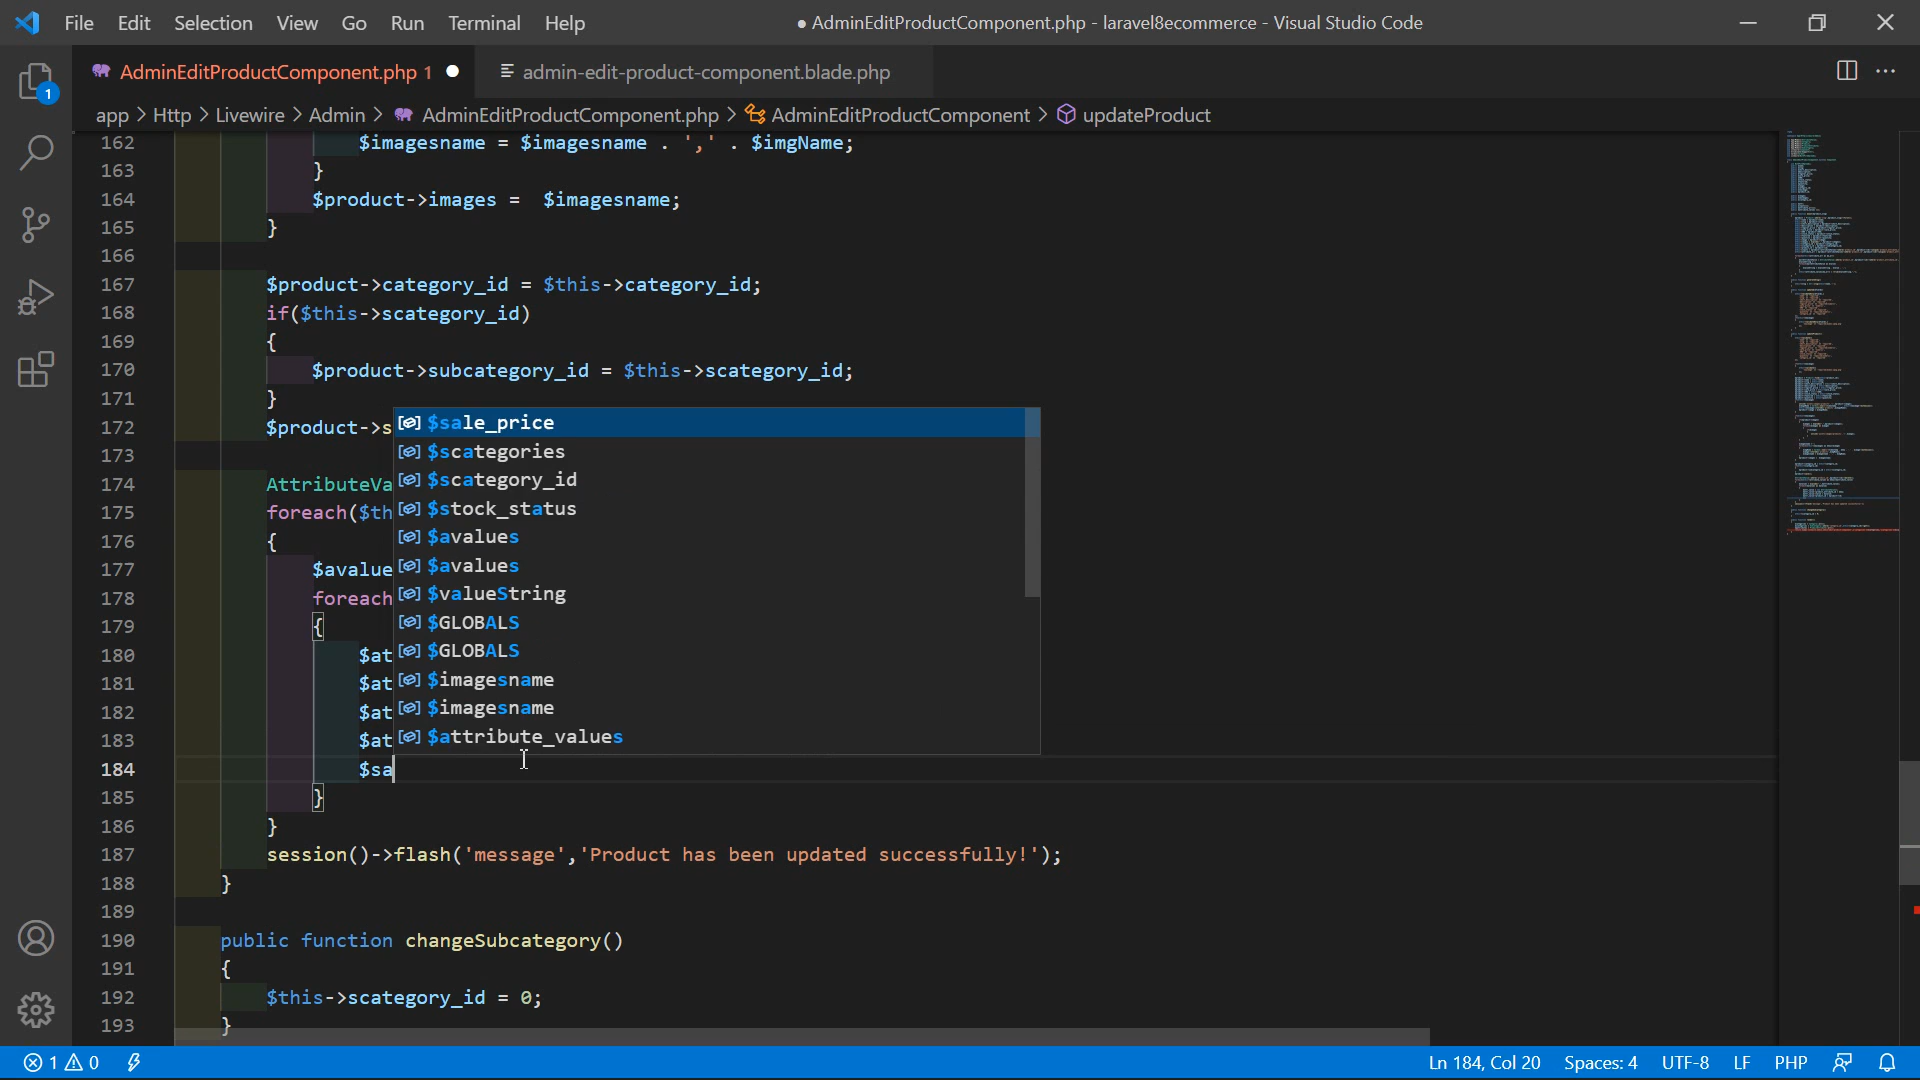 File Edit Selection View Go Run Terminal Help
● AdminEditProductComponent.php - laravel8ecommerce - Visual Studio Code
AdminEditProductComponent.php 1 ●
admin-edit-product-component.blade.php
app > Http > Livewire > Admin > AdminEditProductComponent.php > AdminEditProductComponent > updateProduct
1
162 $imagesname = $imagesname . ',' . $imgName;
163 }
164 $product->images =  $imagesname;
165 }
166
167 $product->category_id = $this->category_id;
168 if($this->scategory_id)
169 {
170 $product->subcategory_id = $this->scategory_id;
171 }
172 $product->s
173
174 AttributeVa
175 foreach($th
176 {
177 $avalue
178 foreach
179 {
180 $at
181 $at
182 $at
183 $at
184 $sa
185 }
186 }
187 session()->flash('message','Product has been updated successfully!');
188 }
189
190 public function changeSubcategory()
191 {
192 $this->scategory_id = 0;
193 }
$sale_price
$scategories
$scategory_id
$stock_status
$avalues
$avalues
$valueString
$GLOBALS
$GLOBALS
$imagesname
$imagesname
$attribute_values
1 0
Ln 184, Col 20 Spaces: 4 UTF-8 LF PHP